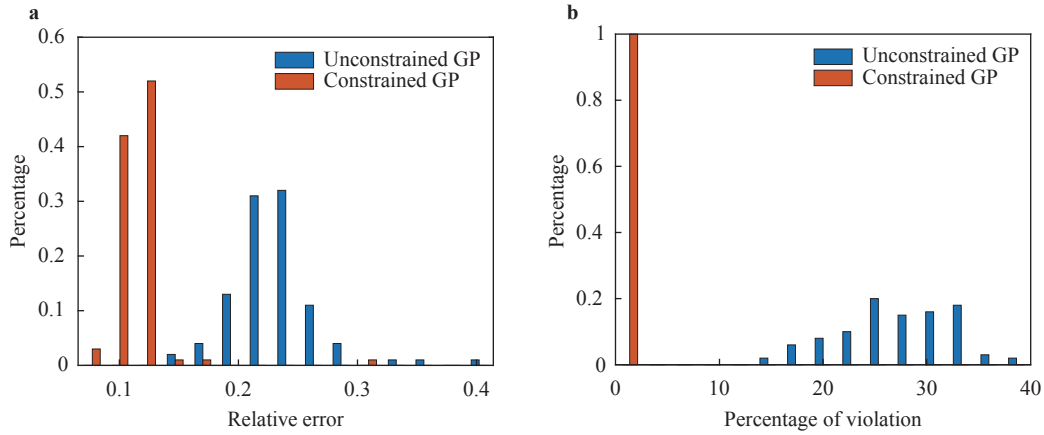 a
0.6
0.5
0.4
0.3
0.2
0.1
0
Percentage
Unconstrained GP
Constrained GP
0.1
0.2
0.3
0.4
Relative error
b
1
0.8
0.6
0.4
0.2
0
Percentage
Unconstrained GP
Constrained GP
0
10
20
30
40
Percentage of violation